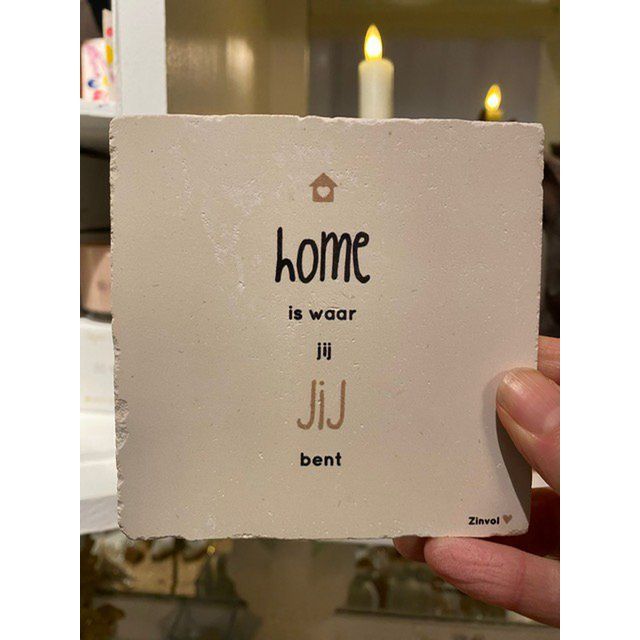 home
is waar
jij
JiJ
bent
Zinvol